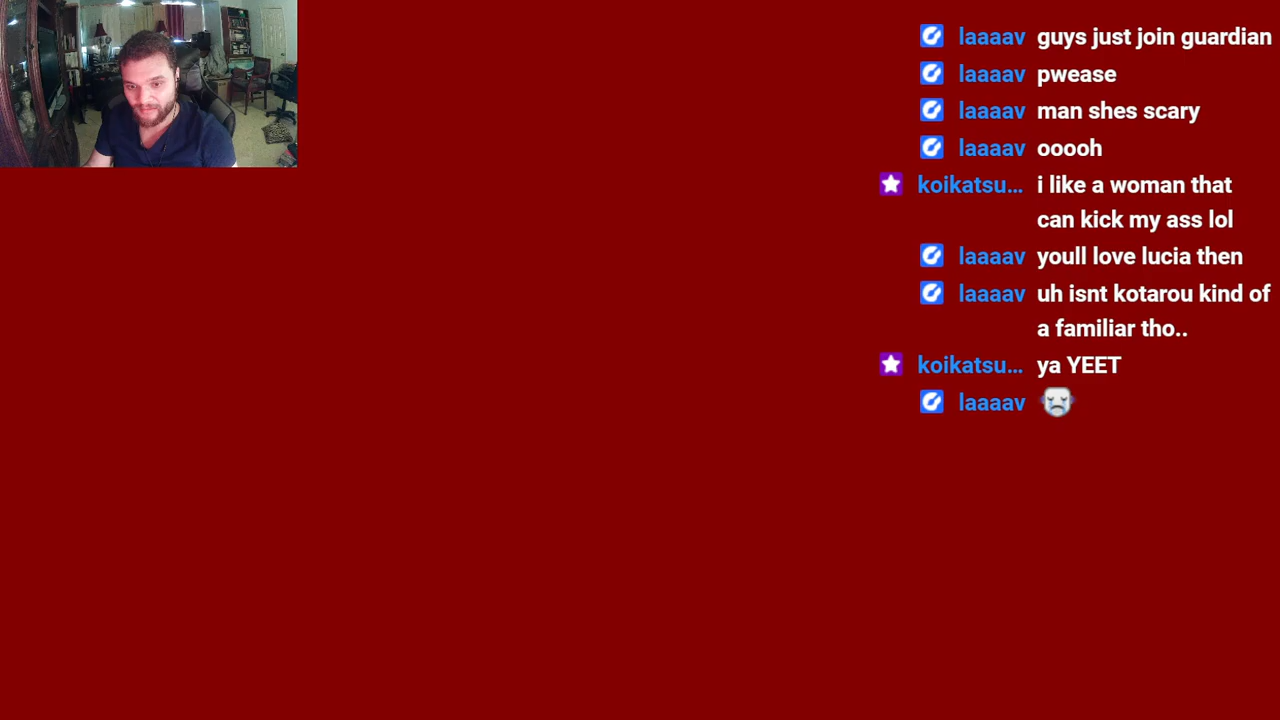 laaaav guys just join guardian
laaaav pwease
laaaav man shes scary
laaaav ooooh
koikatsu… i like a woman that
can kick my ass lol
laaaav youll love lucia then
laaaav uh isnt kotarou kind of
a familiar tho..
koikatsu… ya YEET
laaaav